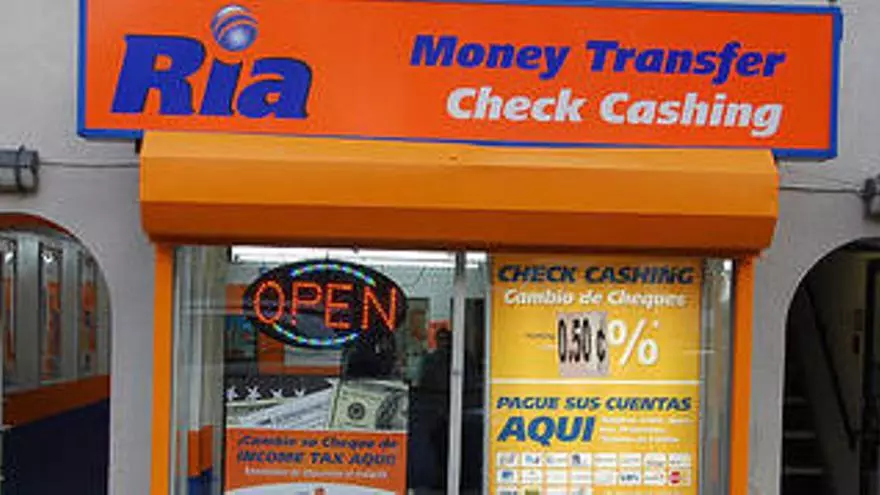 Ria
Money Transfer
Check Cashing
OPEN
CHECK CASHING
Cambio de Cheques
0.50 ¢ %
PAGUE SUS CUENTAS
AQUI
¡Cambie su Cheque de
INCOME TAX AQUI!